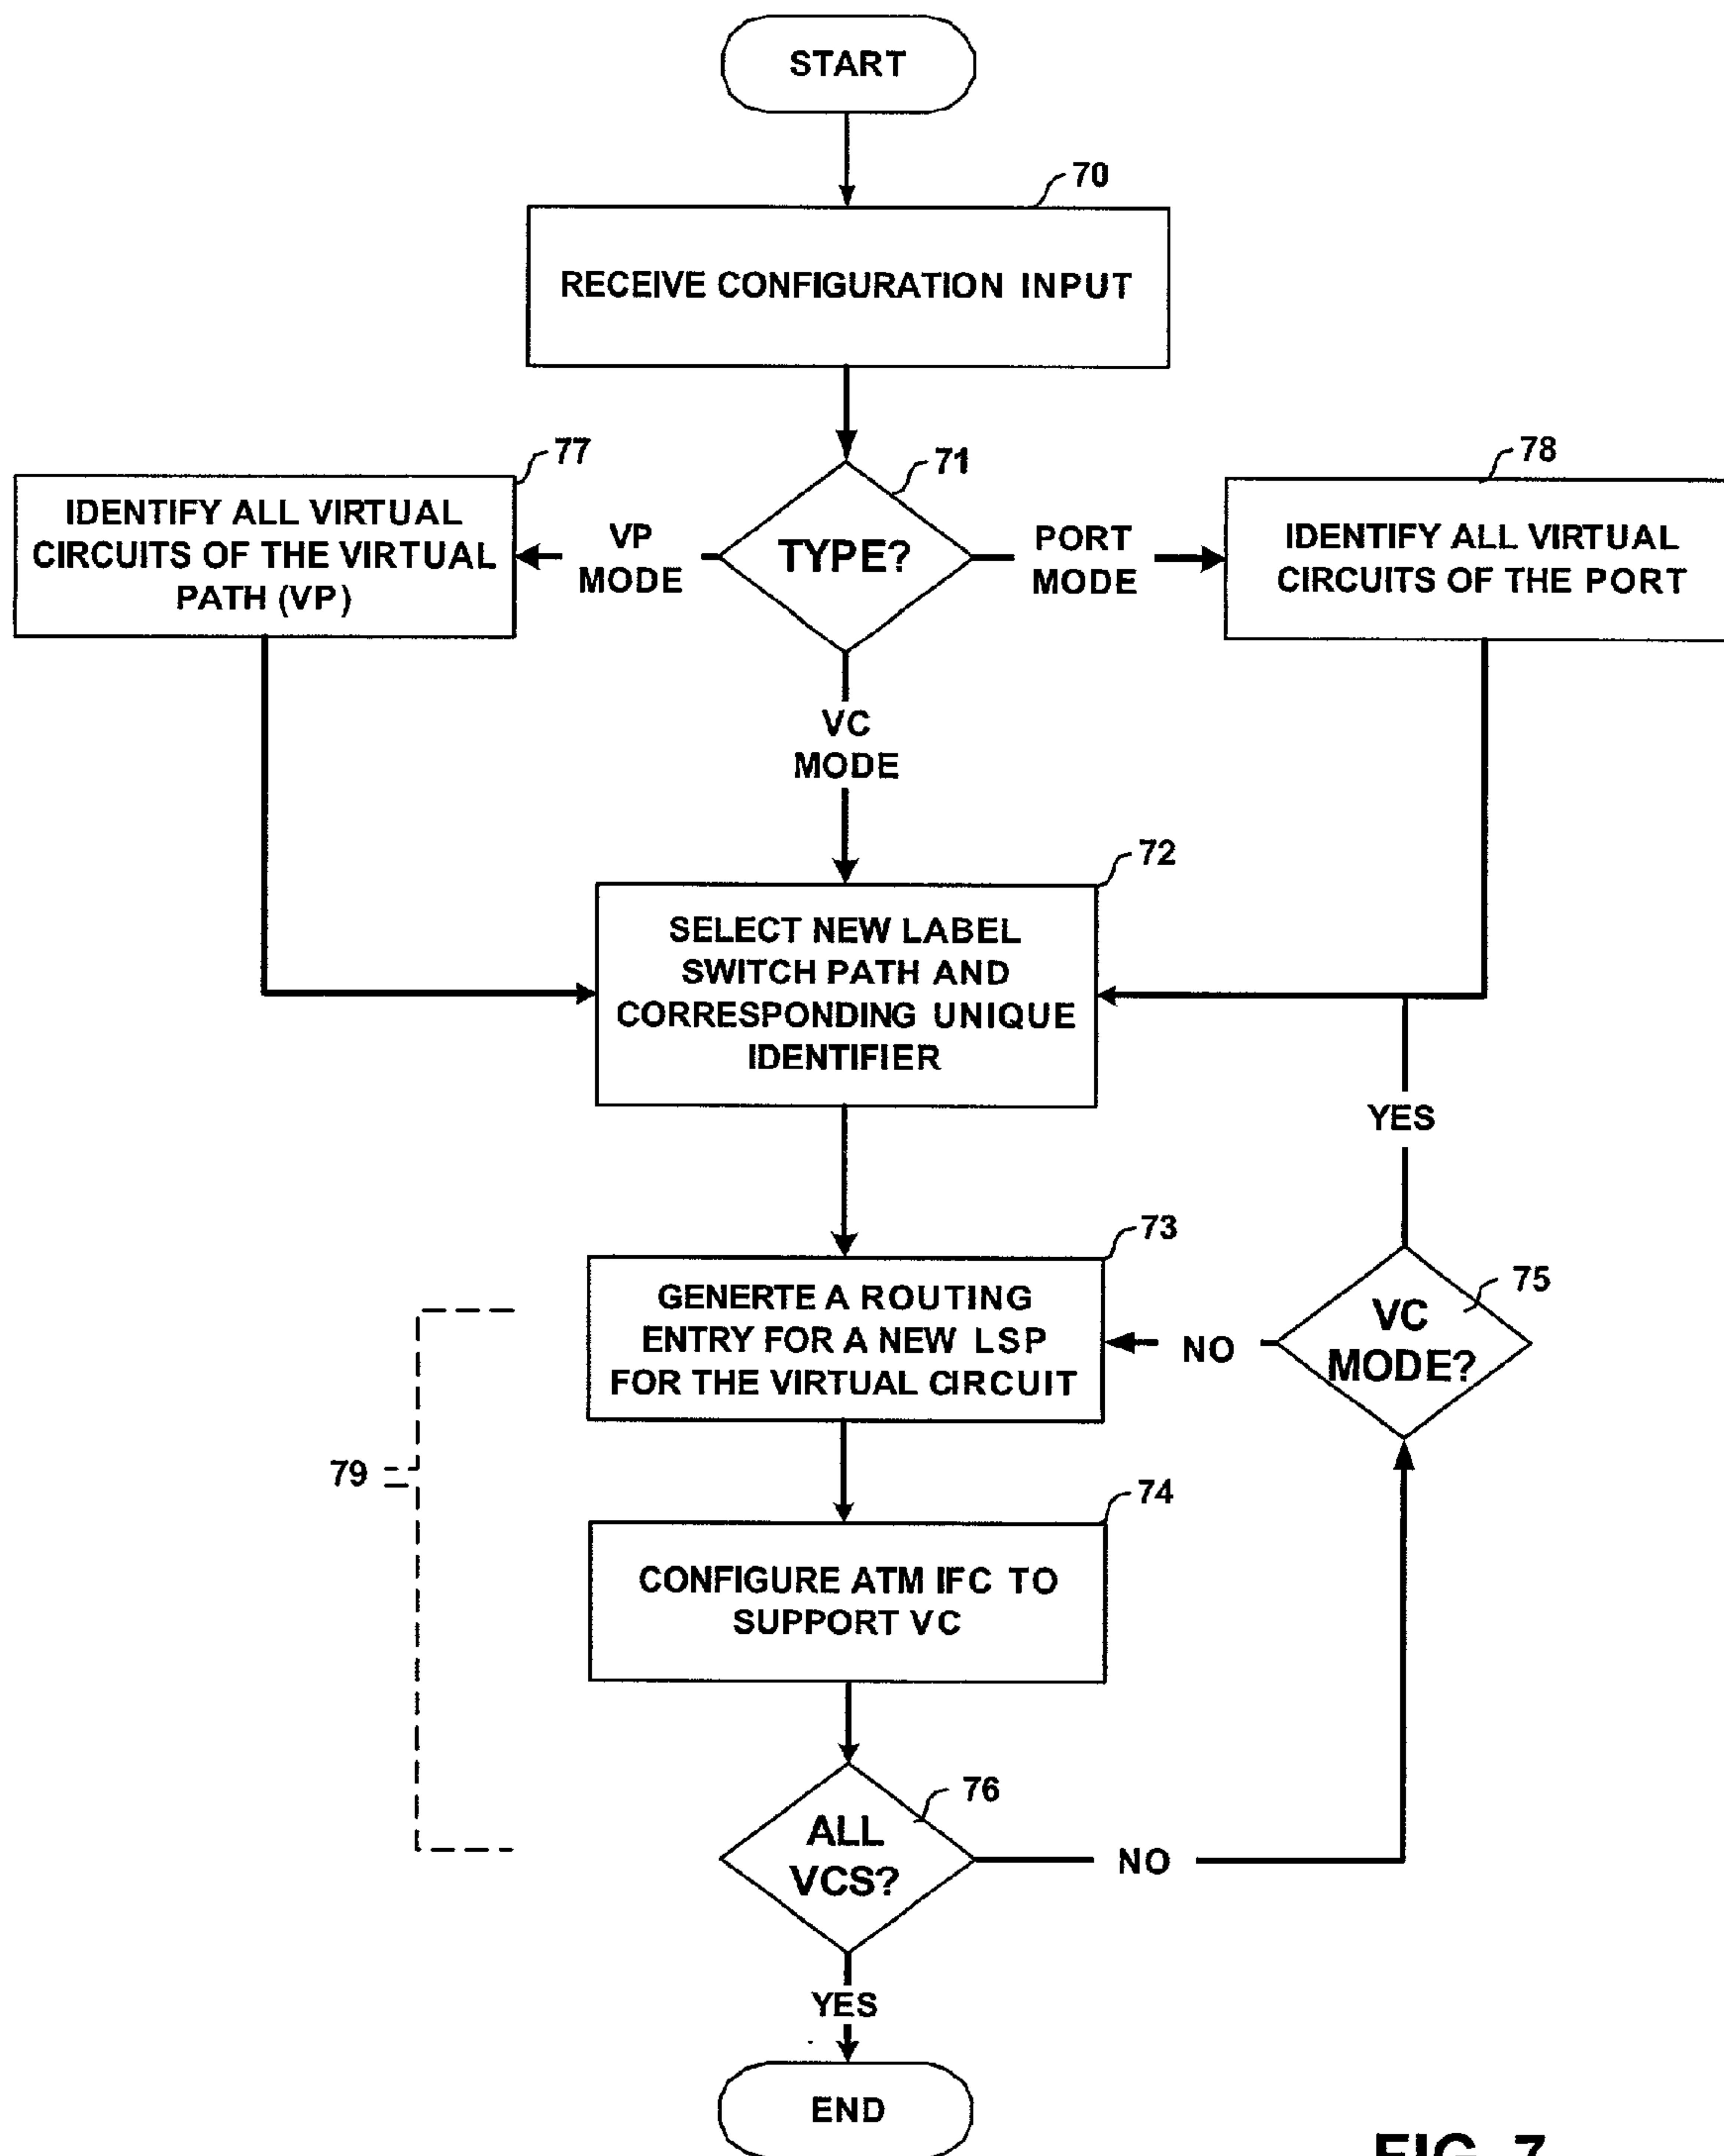 START
70
RECEIVE CONFIGURATION INPUT
77
IDENTIFY ALL VIRTUAL
CIRCUITS OF THE VIRTUAL
PATH (VP)
VP
MODE
71
TYPE?
PORT
MODE
78
IDENTIFY ALL VIRTUAL
CIRCUITS OF THE PORT
VC
MODE
72
SELECT NEW LABEL
SWITCH PATH AND
CORRESPONDING UNIQUE
IDENTIFIER
YES
73
GENERTE A ROUTING
ENTRY FOR A NEW LSP
FOR THE VIRTUAL CIRCUIT
NO
75
VC
MODE?
79
74
CONFIGURE ATM IFC TO
SUPPORT VC
76
ALL
VCS?
NO
YES
END
FIG. 7